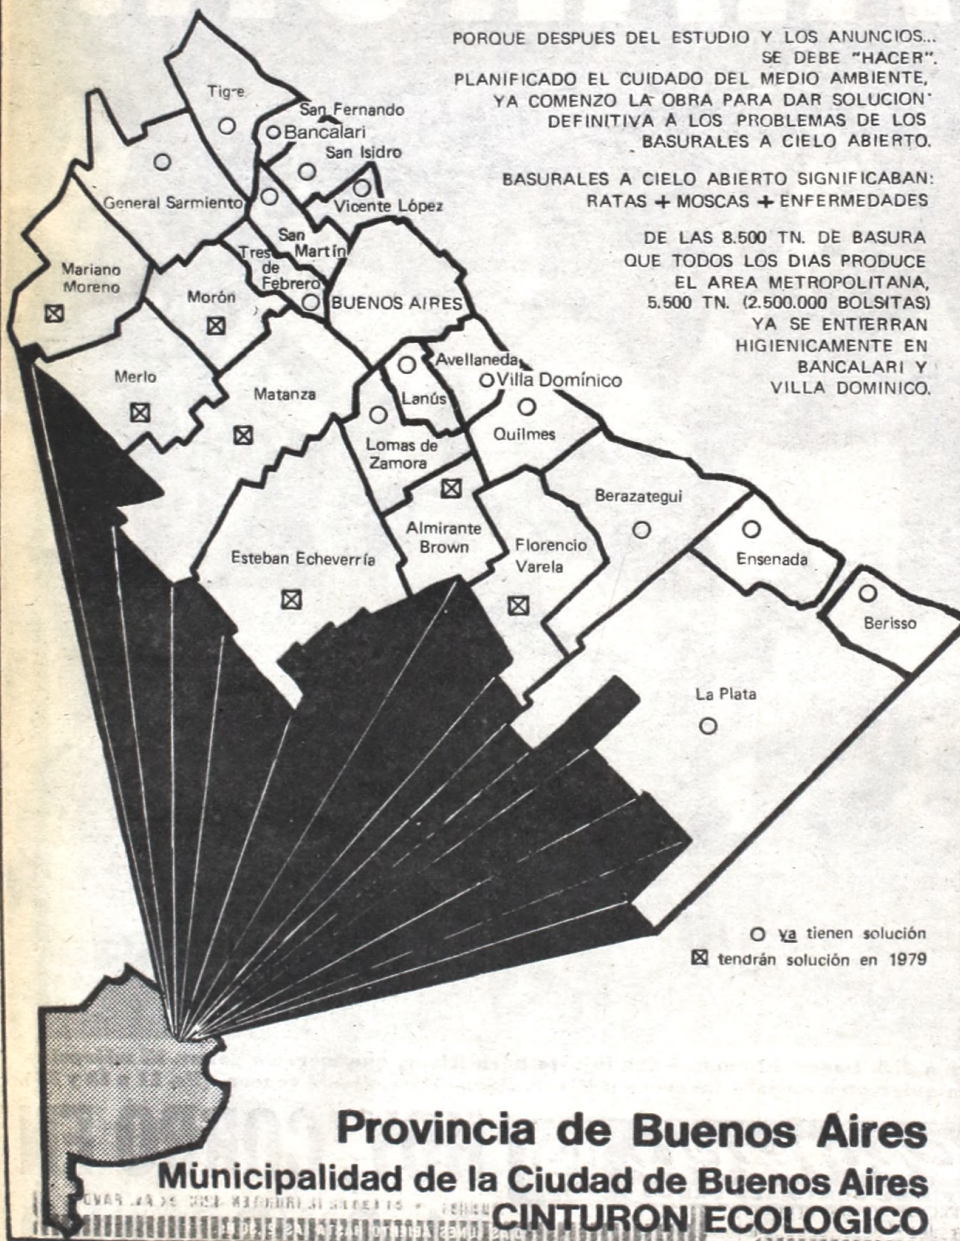 PORQUE DESPUES DEL ESTUDIO Y LOS ANUNCIOS...
SE DEBE "HACER".
PLANIFICADO EL CUIDADO DEL MEDIO AMBIENTE,
YA COMENZO LA OBRA PARA DAR SOLUCION
DEFINITIVA A LOS PROBLEMAS DE LOS
BASURALES A CIELO ABIERTO.
BASURALES A CIELO ABIERTO SIGNIFICABAN:
RATAS + MOSCAS + ENFERMEDADES
DE LAS 8.500 TN. DE BASURA
QUE TODOS LOS DIAS PRODUCE
EL AREA METROPOLITANA,
5.500 TN. (2.500.000 BOLSITAS)
YA SE ENTIERRAN
HIGIENICAMENTE EN
BANCALARI Y
VILLA DOMINICO.
Tigre
San Fernando
Bancalari
San Isidro
General Sarmiento
Vicente López
San
Martín
Tres
de
Febrero
Mariano
Moreno
Morón
BUENOS AIRES
Merlo
Matanza
Avellaneda
Lanús
Villa Domínico
Quilmes
Lomas de
Zamora
Berazategui
Almirante
Brown
Esteban Echeverría
Florencio
Varela
Ensenada
Berisso
La Plata
ya tienen solución
tendrán solución en 1979
Provincia de Buenos Aires
Municipalidad de la Ciudad de Buenos Aires
CINTURON ECOLOGICO